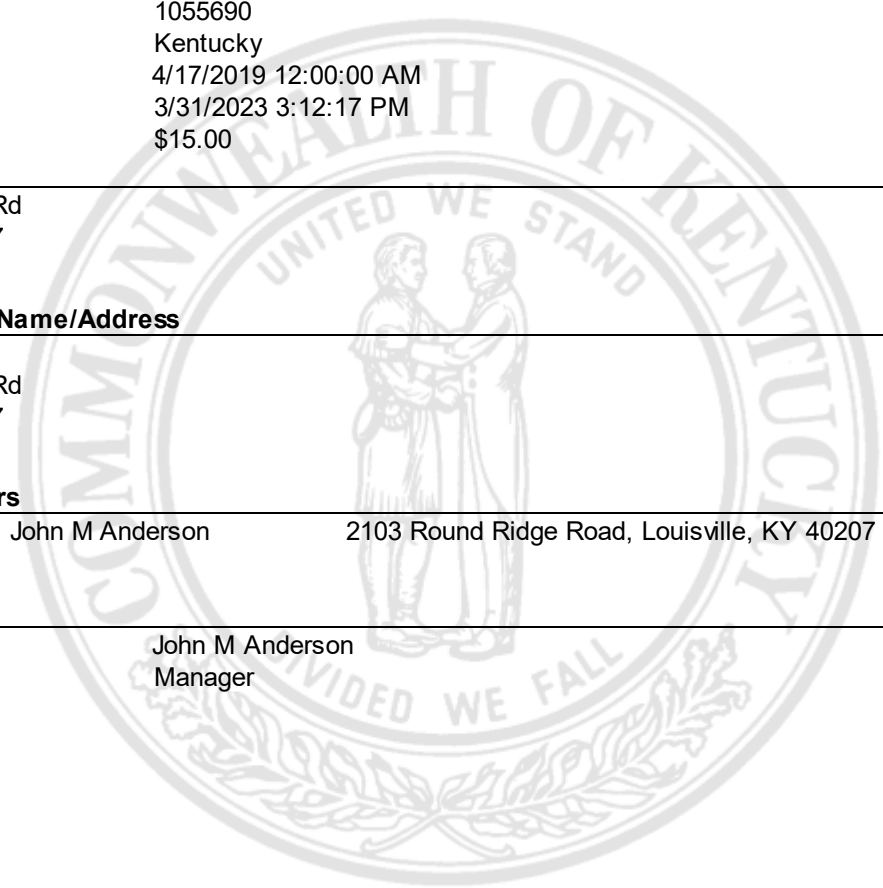 1055690
Kentucky
4/17/2019 12:00:00 AM
3/31/2023 3:12:17 PM
$15.00
Rd
Name/Address
Rd
rs
John M Anderson 2103 Round Ridge Road, Louisville, KY 40207
John M Anderson
Manager
COMMONWEALTH OF KENTUCKY
UNITED WE STAND
DIVIDED WE FALL